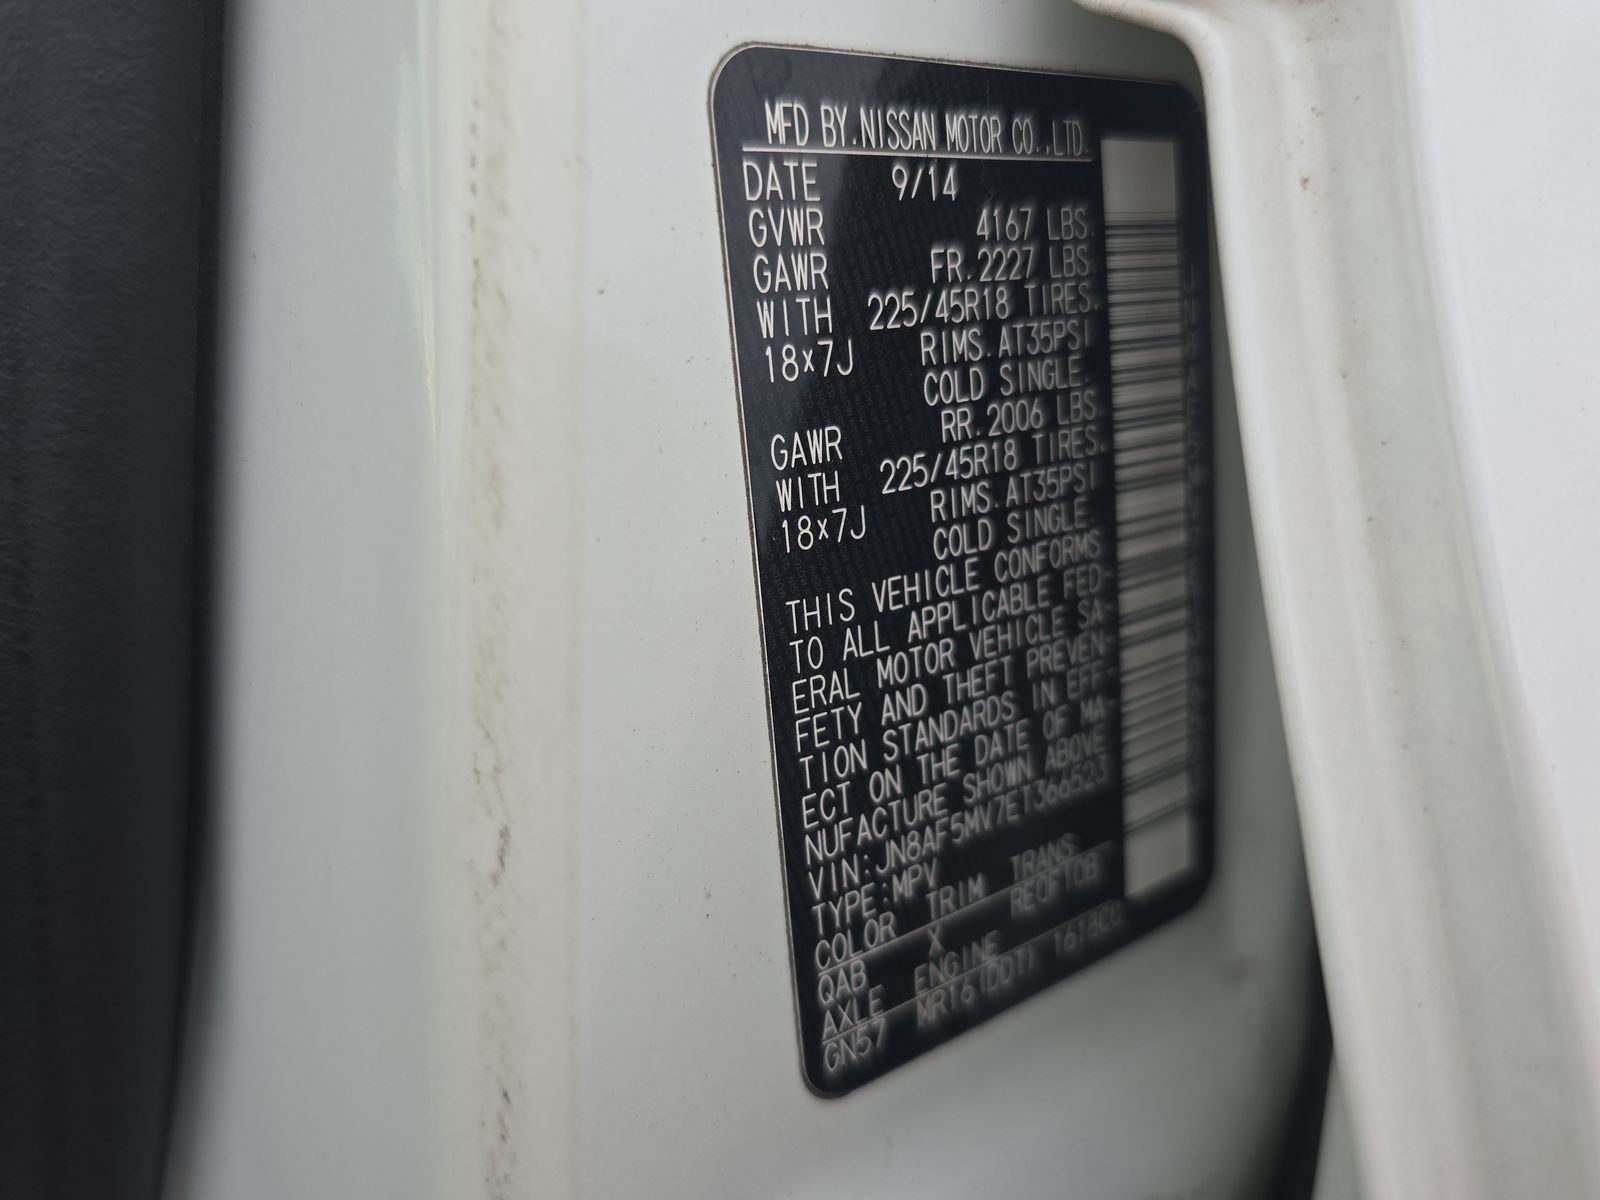 MFD BY.NISSAN MOTOR CO.,LTD.
DATE 9/14
GVWR 4167 LBS.
GAWR FR.2227 LBS.
WITH 225/45R18 TIRES.
18×7J RIMS.AT35PSI
COLD SINGLE.
GAWR RR.2006 LBS.
WITH 225/45R18 TIRES.
18×7J RIMS.AT35PSI
COLD SINGLE.
THIS VEHICLE CONFORMS
TO ALL APPLICABLE FED-
ERAL MOTOR VEHICLE SA-
FETY AND THEFT PREVEN-
TION STANDARDS IN EFF-
ECT ON THE DATE OF MA-
NUFACTURE SHOWN ABOVE
VIN:JN8AF5MV7ET366523
TYPE:MPV
COLOR TRIM TRANS
QAB X RE0F10B
AXLE ENGINE
GN57 MR16(DDT) 1618CC